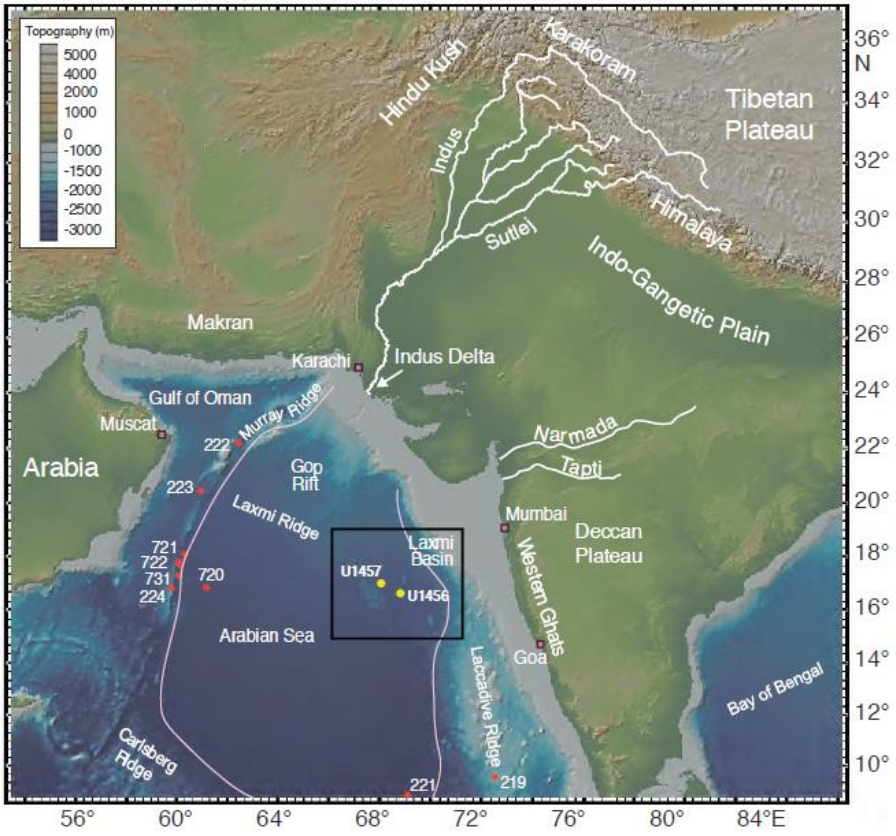 Topography (m)
5000
4000
2000
1000
0
-1000
-1500
-2000
-2500
-3000
36°
N
34°
32°
30°
28°
26°
24°
22°
20°
18°
16°
14°
12°
10°
Hindu Kush
Karakoram
Tibetan
Plateau
Indus
Sutlej
Himalaya
Indo-Gangetic Plain
Makran
Karachi
Indus Delta
Gulf of Oman
Murray Ridge
Muscat
222
Narmada
Arabia
Gop
Rift
Tapti
223
Laxmi Ridge
Mumbai
Deccan
Plateau
721
722
731
224
720
Laxmi
Basin
U1457
U1456
Western Ghats
Arabian Sea
Goa
Laccadive Ridge
Bay of Bengal
Carlsberg
Ridge
221
219
56°
60°
64°
68°
72°
76°
80°
84°E